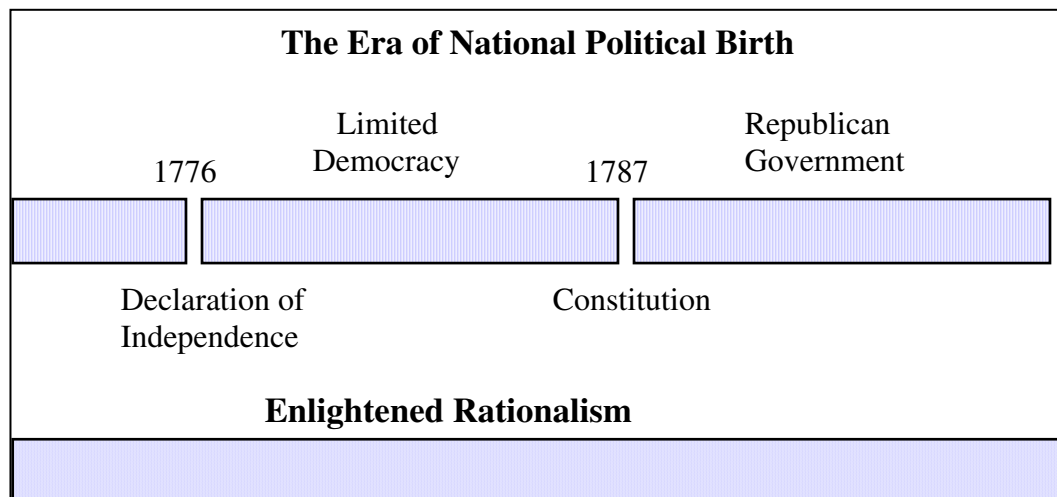 The Era of National Political Birth
Limited
Democracy
Republican
Government
1776
1787
Declaration of
Independence
Constitution
Enlightened Rationalism